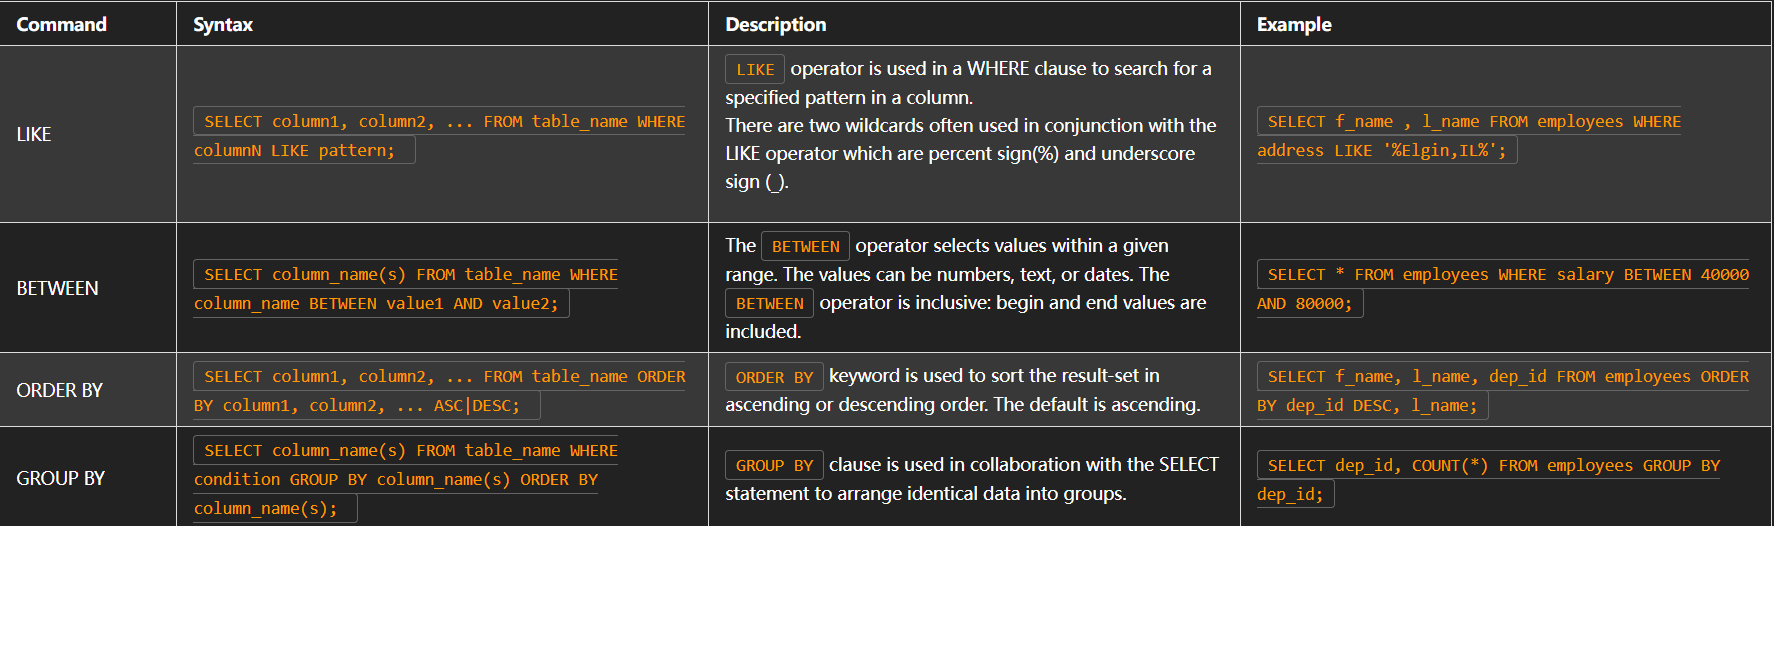 Command Syntax Description Example
LIKE
SELECT column1, column2, ... FROM table_name WHERE
columnN LIKE pattern;
LIKE operator is used in a WHERE clause to search for a
specified pattern in a column.
There are two wildcards often used in conjunction with the
LIKE operator which are percent sign(%) and underscore
sign (_).
SELECT f_name , l_name FROM employees WHERE
address LIKE '%Elgin,IL%';
BETWEEN
SELECT column_name(s) FROM table_name WHERE
column_name BETWEEN value1 AND value2;
The BETWEEN operator selects values within a given
range. The values can be numbers, text, or dates. The
BETWEEN operator is inclusive: begin and end values are
included.
SELECT * FROM employees WHERE salary BETWEEN 40000
AND 80000;
ORDER BY
SELECT column1, column2, ... FROM table_name ORDER
BY column1, column2, ... ASC|DESC;
ORDER BY keyword is used to sort the result-set in
ascending or descending order. The default is ascending.
SELECT f_name, l_name, dep_id FROM employees ORDER
BY dep_id DESC, l_name;
GROUP BY
SELECT column_name(s) FROM table_name WHERE
condition GROUP BY column_name(s) ORDER BY
column_name(s);
GROUP BY clause is used in collaboration with the SELECT
statement to arrange identical data into groups.
SELECT dep_id, COUNT(*) FROM employees GROUP BY
dep_id;